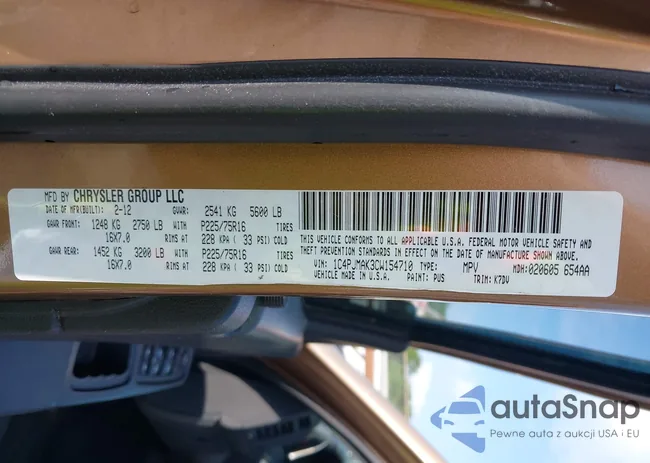 MFD BY CHRYSLER GROUP LLC
DATE OF MFR(BUILT): 2-12 GVWR: 2541 KG 5600 LB
GAWR FRONT: 1248 KG 2750 LB P225/75R16 TIRES
16X7.0 RIMS AT 228 KPA ( 33 PSI) COLD
GAWR REAR: 1452 KG 3200 LB P225/75R16 TIRES
16X7.0 RIMS AT 228 KPA ( 33 PSI) COLD
THIS VEHICLE CONFORMS TO ALL APPLICABLE U.S.A. FEDERAL MOTOR VEHICLE SAFETY AND
THEFT PREVENTION STANDARDS IN EFFECT ON THE DATE OF MANUFACTURE SHOWN ABOVE.
VIN: 1C4PJMAK3CW154710 TYPE: MPV MDH:020605 654AA
VEHICLE MADE IN U.S.A. PAINT: PUS TRIM: K7DV
autaSnap
Pewne auta z aukcji USA i EU